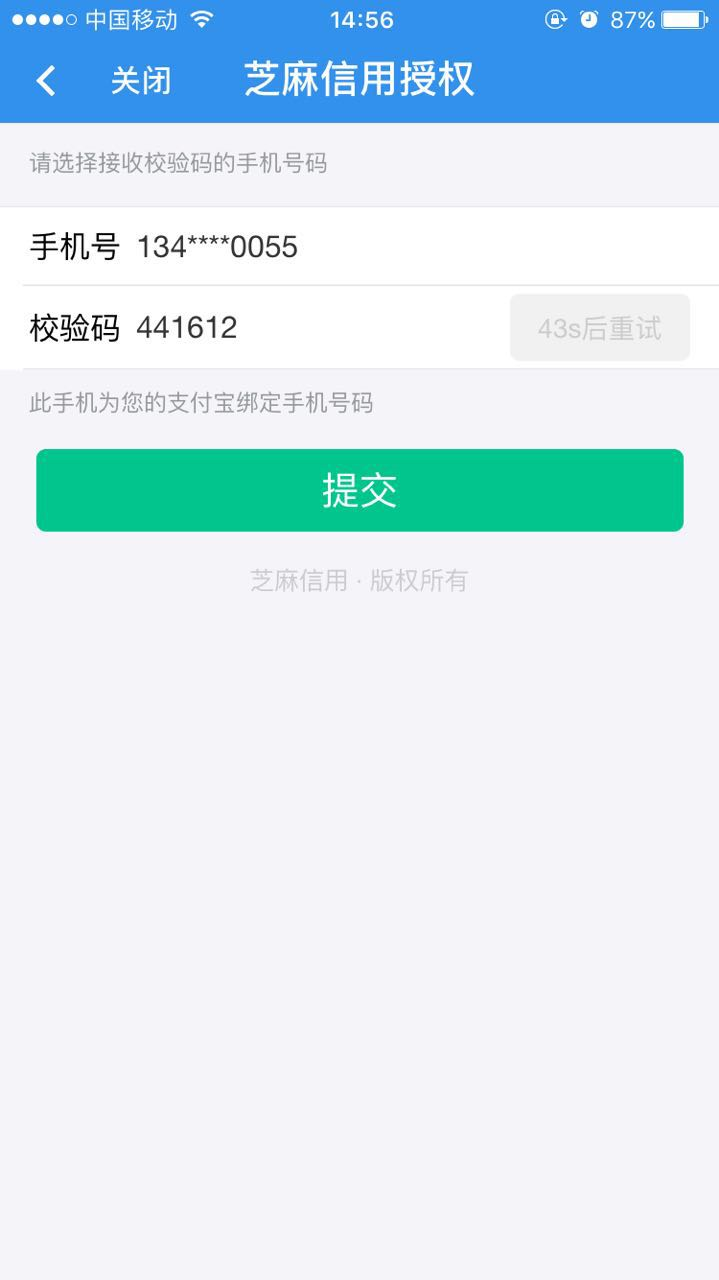 中国移动 14:56 87%
关闭 芝麻信用授权
请选择接收校验码的手机号码
手机号 134****0055
校验码 441612 43s后重试
此手机为您的支付宝绑定手机号码
提交
芝麻信用 · 版权所有